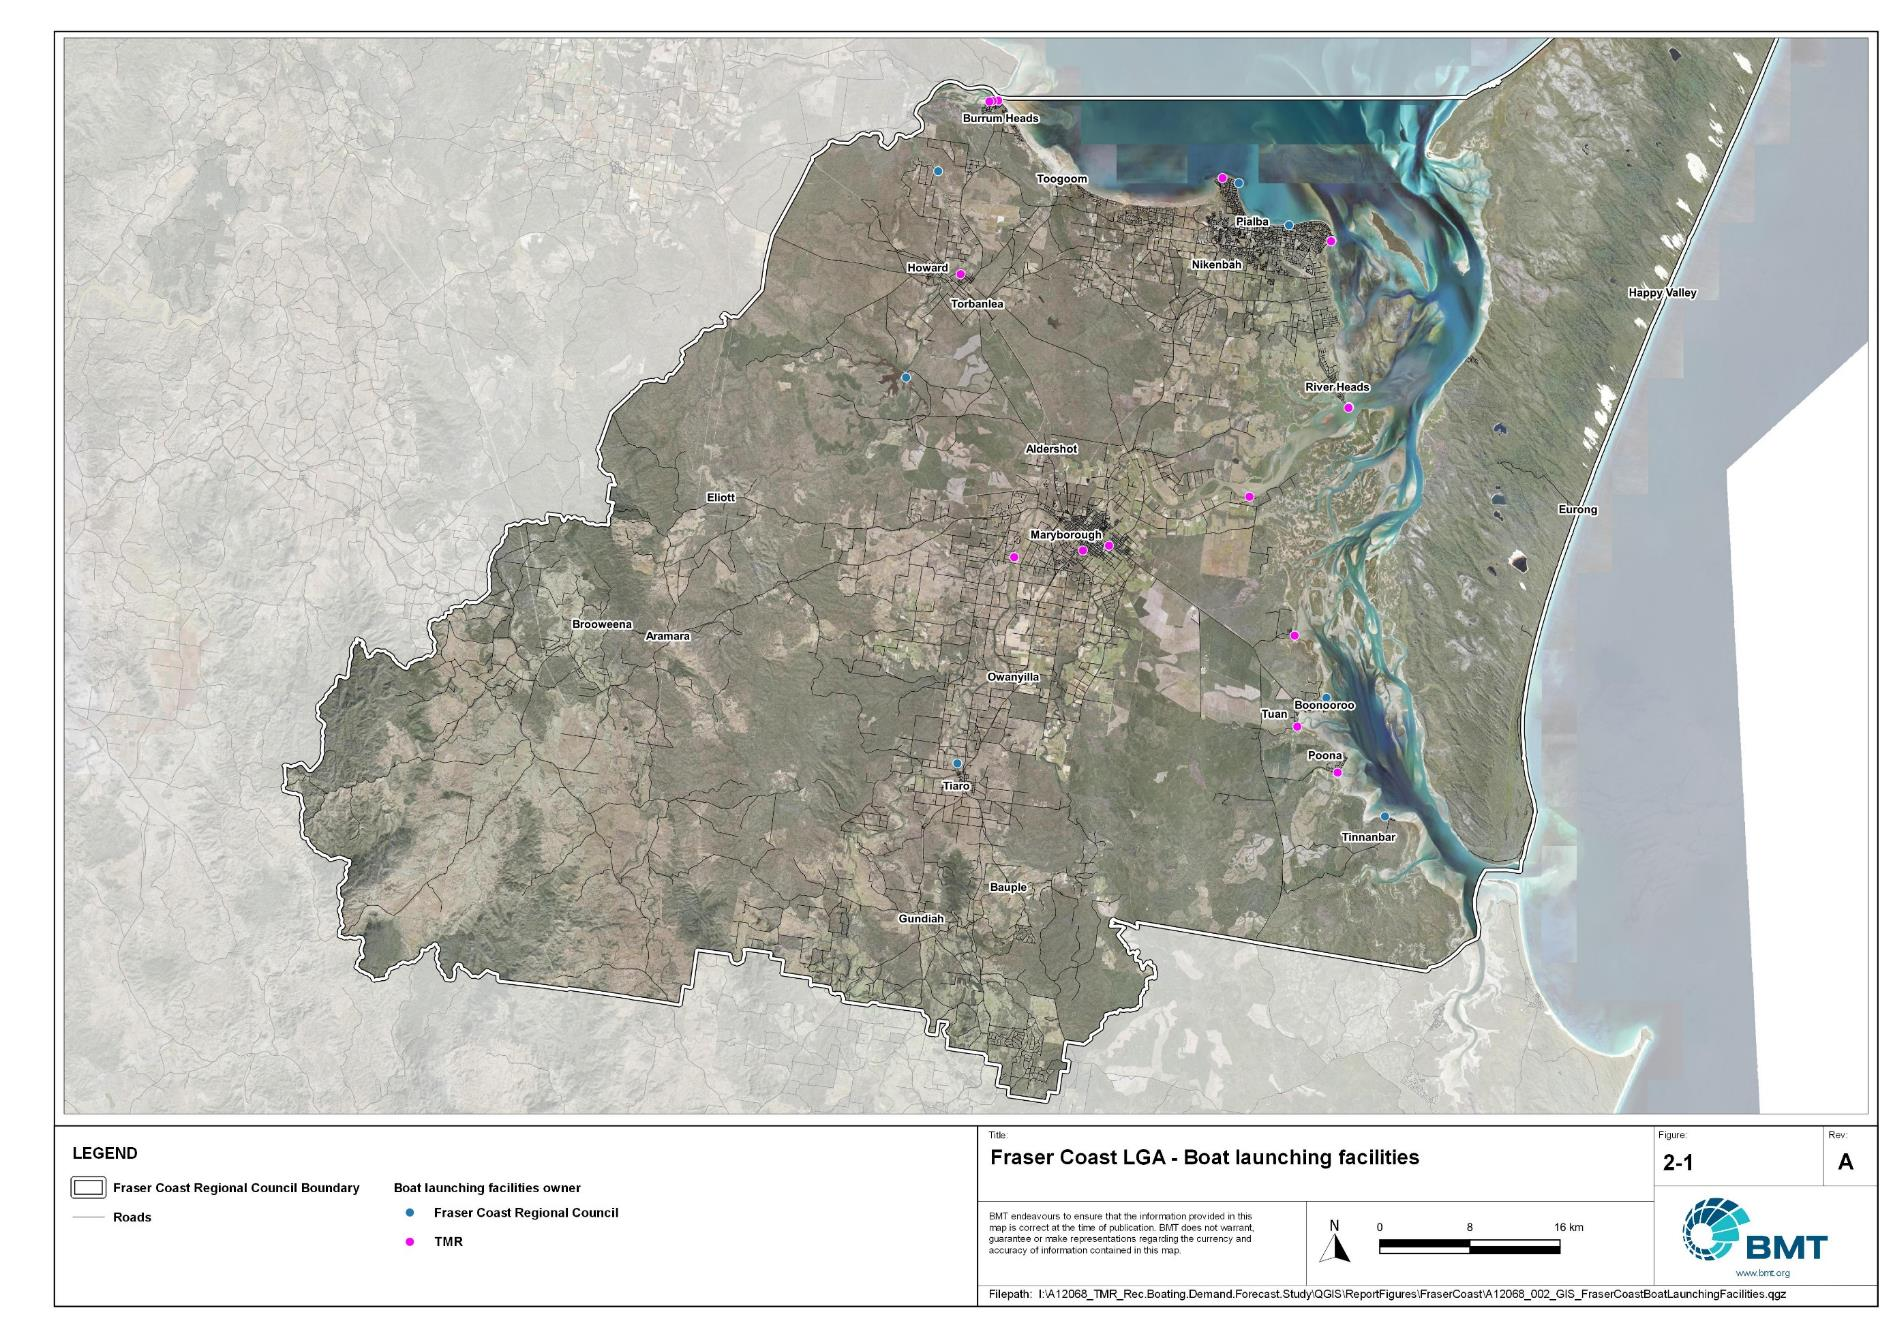 Burrum Heads
Toogoom
Pialba
Nikenbah
Howard
Torbanlea
Happy Valley
River Heads
Aldershot
Eliott
Eurong
Maryborough
Brooweena
Aramara
Owanyilla
Boonooroo
Tuan
Poona
Tiaro
Tinnanbar
Bauple
Gundiah
LEGEND
Fraser Coast Regional Council Boundary
Roads
Boat launching facilities owner
Fraser Coast Regional Council
TMR
Title:
Fraser Coast LGA - Boat launching facilities
Figure:
2-1
Rev:
A
BMT endeavours to ensure that the information provided in this
map is correct at the time of publication. BMT does not warrant,
guarantee or make representations regarding the currency and
accuracy of information contained in this map.
N
0 8 16 km
BMT
www.bmt.org
Filepath: I:\A12068_TMR_Rec.Boating.Demand.Forecast.Study\QGIS\ReportFigures\FraserCoast\A12068_002_GIS_FraserCoastBoatLaunchingFacilities.qgz